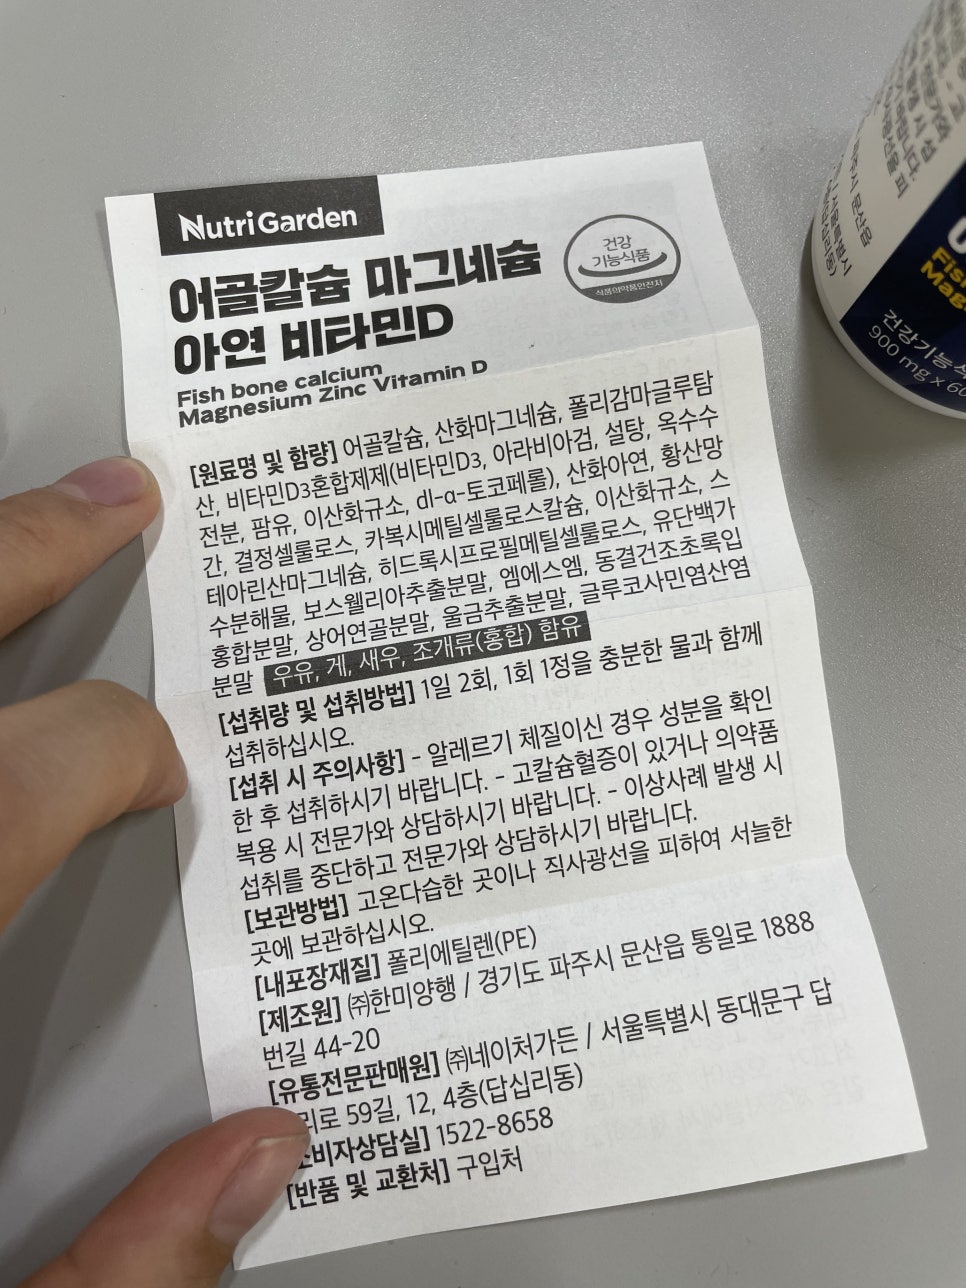 NutriGarden
어골칼슘 마그네슘
아연 비타민D
Fish bone calcium
Magnesium Zinc Vitamin D
건강
기능식품
식품의약품안전처
[원료명 및 함량] 어골칼슘, 산화마그네슘, 폴리감마글루탐
산, 비타민D3혼합제제(비타민D3, 아라비아검, 설탕, 옥수수
전분, 팜유, 이산화규소, dl-α-토코페롤), 산화아연, 황산망
간, 결정셀룰로스, 카복시메틸셀룰로스칼슘, 이산화규소, 스
테아린산마그네슘, 히드록시프로필메틸셀룰로스, 유단백가
수분해물, 보스웰리아추출분말, 엠에스엠, 동결건조초록입
홍합분말, 상어연골분말, 울금추출분말, 글루코사민염산염
분말 우유, 게, 새우, 조개류(홍합) 함유
[섭취량 및 섭취방법] 1일 2회, 1회 1정을 충분한 물과 함께
섭취하십시오.
[섭취 시 주의사항] - 알레르기 체질이신 경우 성분을 확인
한 후 섭취하시기 바랍니다. - 고칼슘혈증이 있거나 의약품
복용 시 전문가와 상담하시기 바랍니다. - 이상사례 발생 시
섭취를 중단하고 전문가와 상담하시기 바랍니다.
[보관방법] 고온다습한 곳이나 직사광선을 피하여 서늘한
곳에 보관하십시오.
[내포장재질] 폴리에틸렌(PE)
[제조원] ㈜한미양행 / 경기도 파주시 문산읍 통일로 1888
번길 44-20
[유통전문판매원] ㈜네이처가든 / 서울특별시 동대문구 답
리로 59길, 12, 4층(답십리동)
비자상담실] 1522-8658
[반품 및 교환처] 구입처
문산읍
서울특별시
건강기능식
900 mg x 60